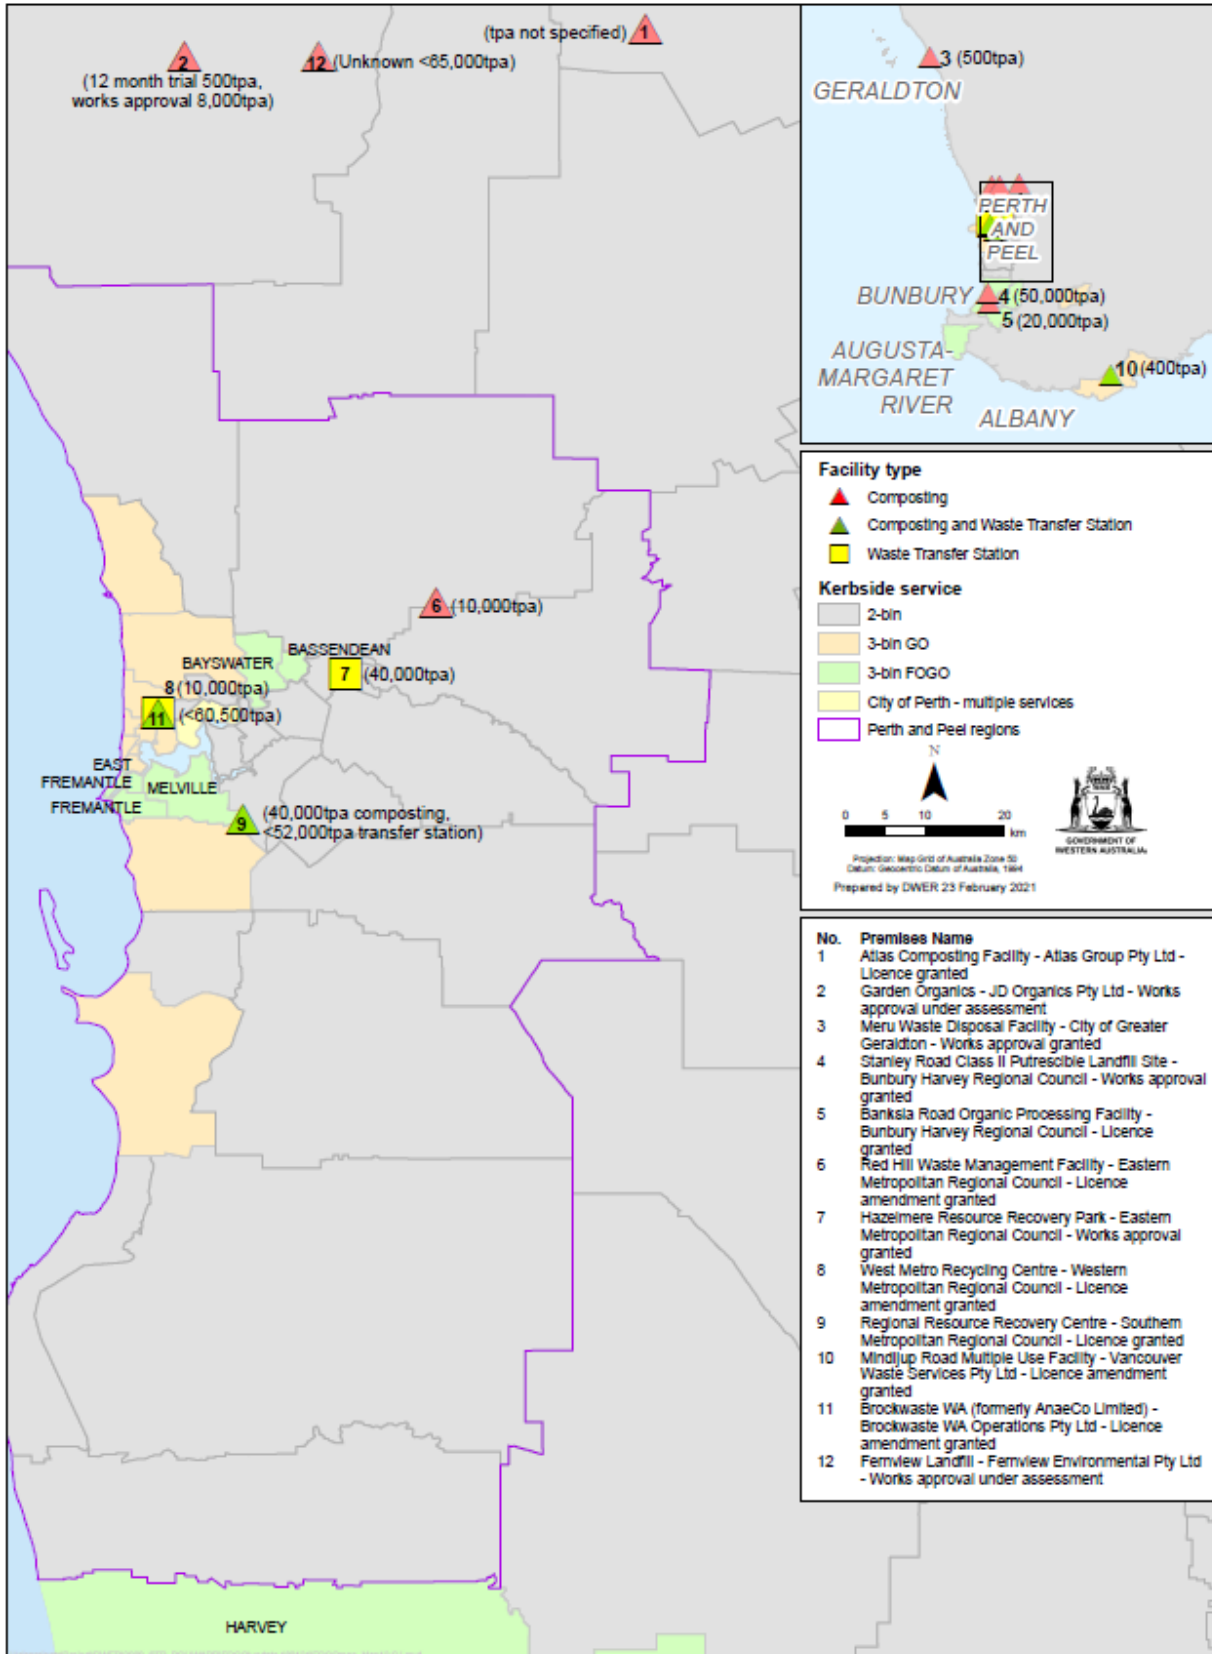 (tpa not specified)
1
2
12
(Unknown <65,000tpa)
(12 month trial 500tpa,
works approval 8,000tpa)
3 (500tpa)
GERALDTON
PERTH
AND
PEEL
BUNBURY
4 (50,000tpa)
5 (20,000tpa)
AUGUSTA-
MARGARET
RIVER
10 (400tpa)
ALBANY
6 (10,000tpa)
BASSENDEAN
BAYSWATER
7 (40,000tpa)
8 (10,000tpa)
11 (<60,500tpa)
EAST
FREMANTLE
MELVILLE
FREMANTLE
9
(40,000tpa composting,
<52,000tpa transfer station)
HARVEY
Facility type
Composting
Composting and Waste Transfer Station
Waste Transfer Station
Kerbside service
2-bin
3-bin GO
3-bin FOGO
City of Perth - multiple services
Perth and Peel regions
N
0 5 10 20
km
GOVERNMENT OF
WESTERN AUSTRALIA
Projection: Map Grid of Australia Zone 50
Datum: Geocentric Datum of Australia, 1994
Prepared by DWER 23 February 2021
No. Premises Name
1 Atlas Composting Facility - Atlas Group Pty Ltd -
Licence granted
2 Garden Organics - JD Organics Pty Ltd - Works
approval under assessment
3 Meru Waste Disposal Facility - City of Greater
Geraldton - Works approval granted
4 Stanley Road Class II Putrescible Landfill Site -
Bunbury Harvey Regional Council - Works approval
granted
5 Banksia Road Organic Processing Facility -
Bunbury Harvey Regional Council - Licence
granted
6 Red Hill Waste Management Facility - Eastern
Metropolitan Regional Council - Licence
amendment granted
7 Hazelmere Resource Recovery Park - Eastern
Metropolitan Regional Council - Works approval
granted
8 West Metro Recycling Centre - Western
Metropolitan Regional Council - Licence
amendment granted
9 Regional Resource Recovery Centre - Southern
Metropolitan Regional Council - Licence granted
10 Mindijup Road Multiple Use Facility - Vancouver
Waste Services Pty Ltd - Licence amendment
granted
11 Brockwaste WA (formerly AnaeCo Limited) -
Brockwaste WA Operations Pty Ltd - Licence
amendment granted
12 Fernview Landfill - Fernview Environmental Pty Ltd
- Works approval under assessment